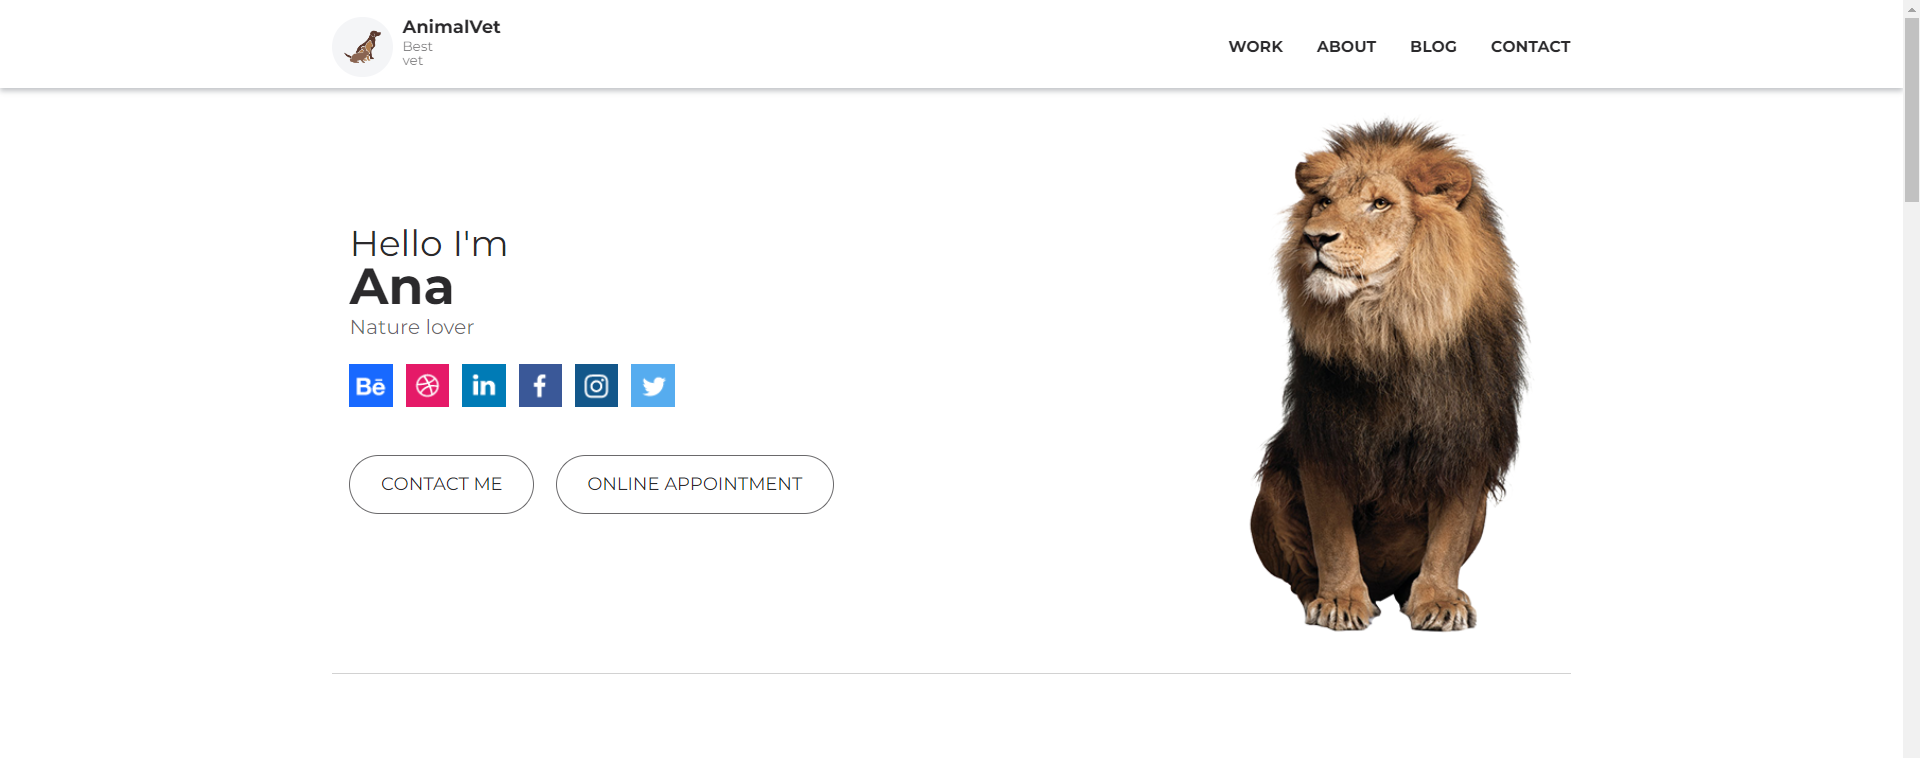 AnimalVet
Best
vet
WORK ABOUT BLOG CONTACT
Hello I'm
Ana
Nature lover
Bē in f
CONTACT ME ONLINE APPOINTMENT